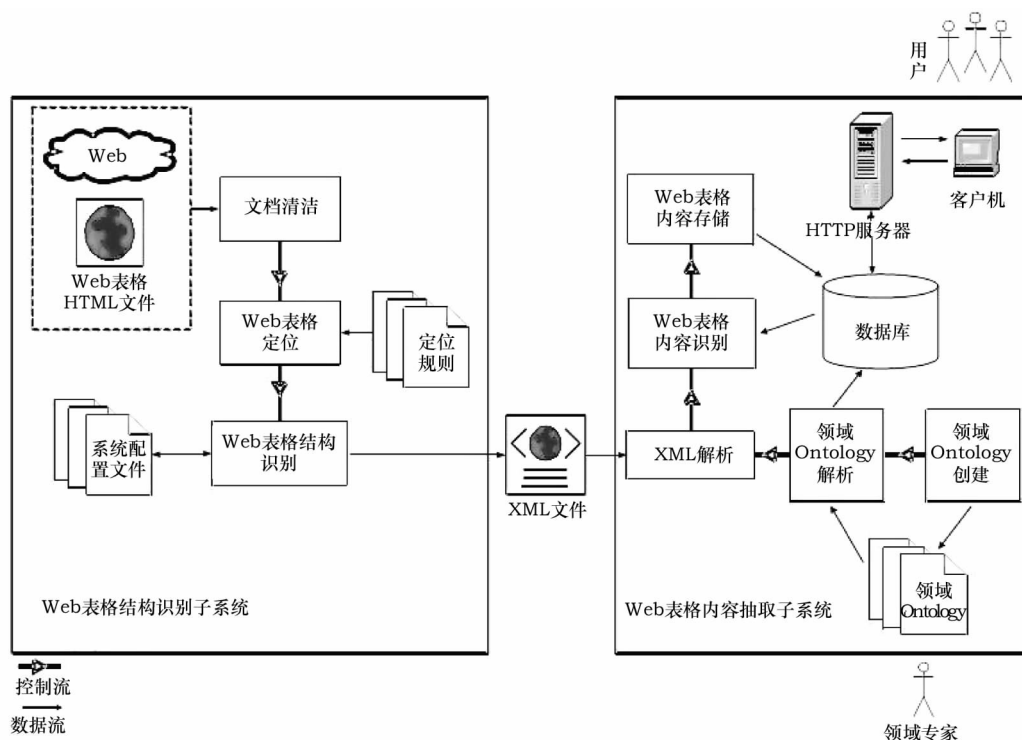 用
户
Web
Web表格
HTML文件
文档清洁
Web表格
定位
定位
规则
系统配
置文件
Web表格结构
识别
Web表格结构识别子系统
XML文件
Web表格
内容存储
HTTP服务器
客户机
Web表格
内容识别
数据库
XML解析
领域
Ontology
解析
领域
Ontology
创建
领域
Ontology
Web表格内容抽取子系统
控制流
数据流
领域专家